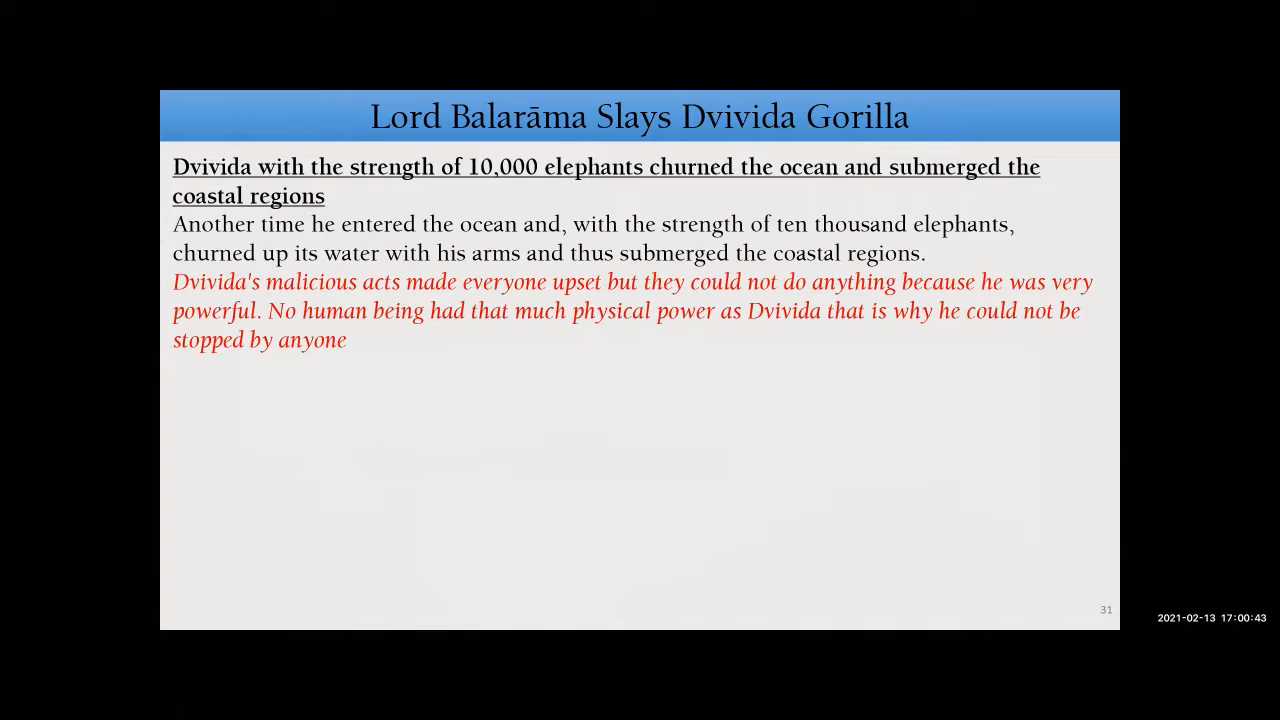 Lord Balarāma Slays Dvivida Gorilla
Dvivida with the strength of 10,000 elephants churned the ocean and submerged the
coastal regions
Another time he entered the ocean and, with the strength of ten thousand elephants,
churned up its water with his arms and thus submerged the coastal regions.
Dvivida's malicious acts made everyone upset but they could not do anything because he was very
powerful. No human being had that much physical power as Dvivida that is why he could not be
stopped by anyone
31
2021-02-13 17:00:43